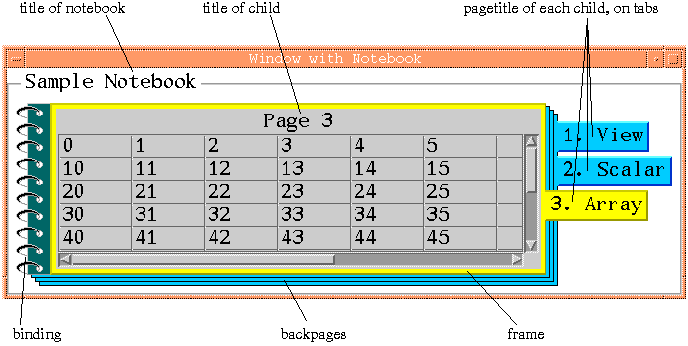 title of notebook title of child pagetitle of each child, on tabs
Window with Notebook
Sample Notebook
Page 3
0 1 2 3 4 5
10 11 12 13 14 15
20 21 22 23 24 25
30 31 32 33 34 35
40 41 42 43 44 45
1. View
2. Scalar
3. Array
binding backpages frame